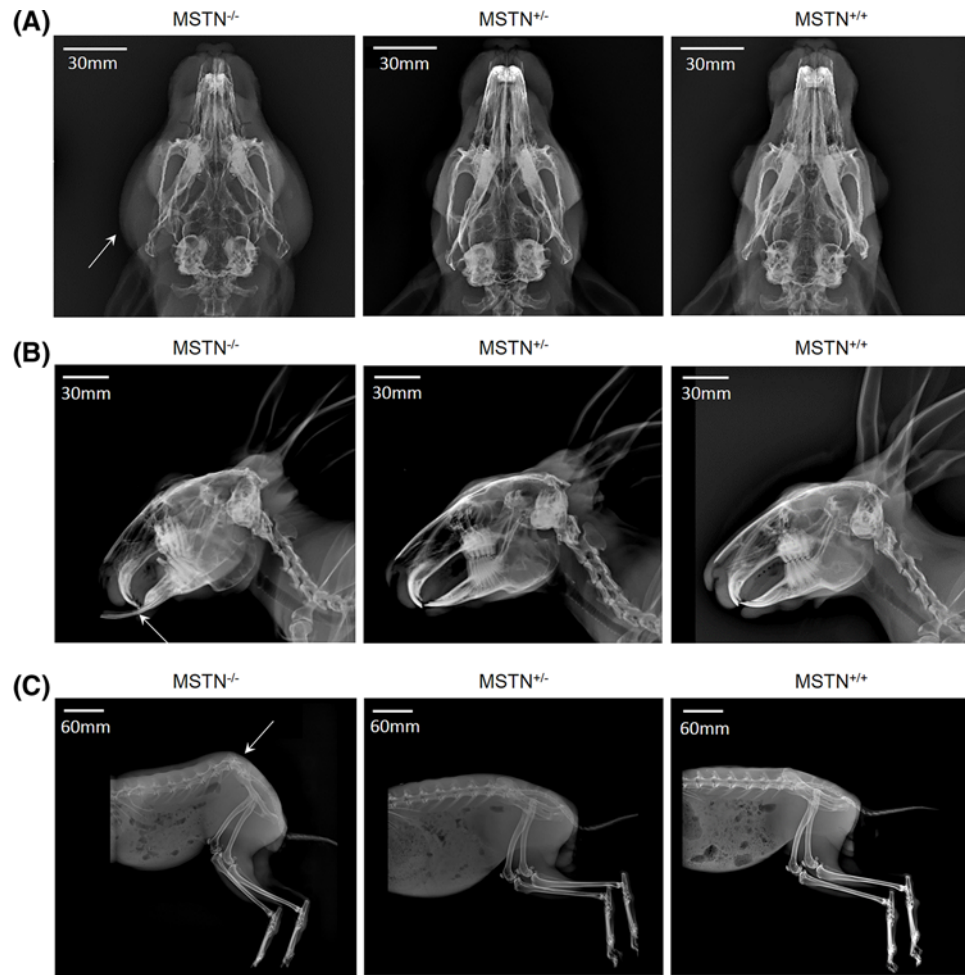 (A)
MSTN-/- MSTN+/- MSTN+/+
30mm 30mm 30mm
(B)
MSTN-/- MSTN+/- MSTN+/+
30mm 30mm 30mm
(C)
MSTN-/- MSTN+/- MSTN+/+
60mm 60mm 60mm